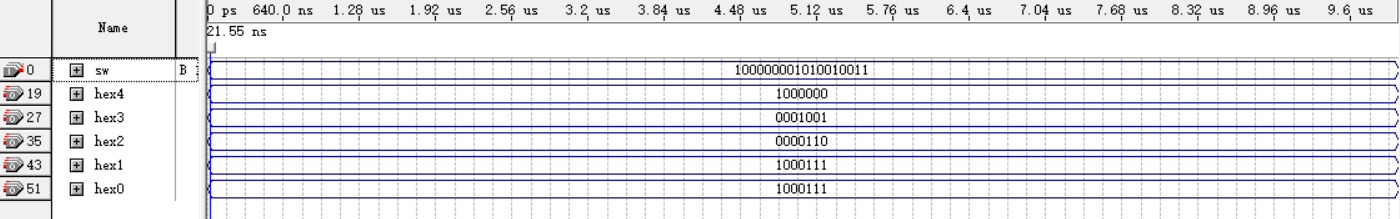 0 ps 640.0 ns 1.28 us 1.92 us 2.56 us 3.2 us 3.84 us 4.48 us 5.12 us 5.76 us 6.4 us 7.04 us 7.68 us 8.32 us 8.96 us 9.6 us
Name
21.55 ns
0 sw B 100000001010010011
19 hex4 1000000
27 hex3 0001001
35 hex2 0000110
43 hex1 1000111
51 hex0 1000111